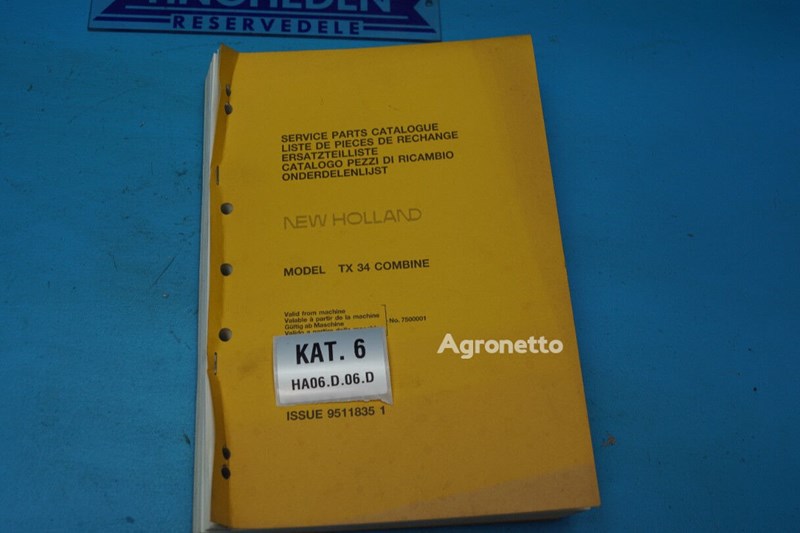 RESERVEDELE
SERVICE PARTS CATALOGUE
LISTE DE PIECES DE RECHANGE
ERSATZTEILLISTE
CATALOGO PEZZI DI RICAMBIO
ONDERDELENLIJST
NEW HOLLAND
MODEL TX 34 COMBINE
Valid from machine
Valable à partir de la machine
Gültig ab Maschine
No. 7500001
KAT. 6
HA06.D.06.D
Agronetto
ISSUE 9511835 1